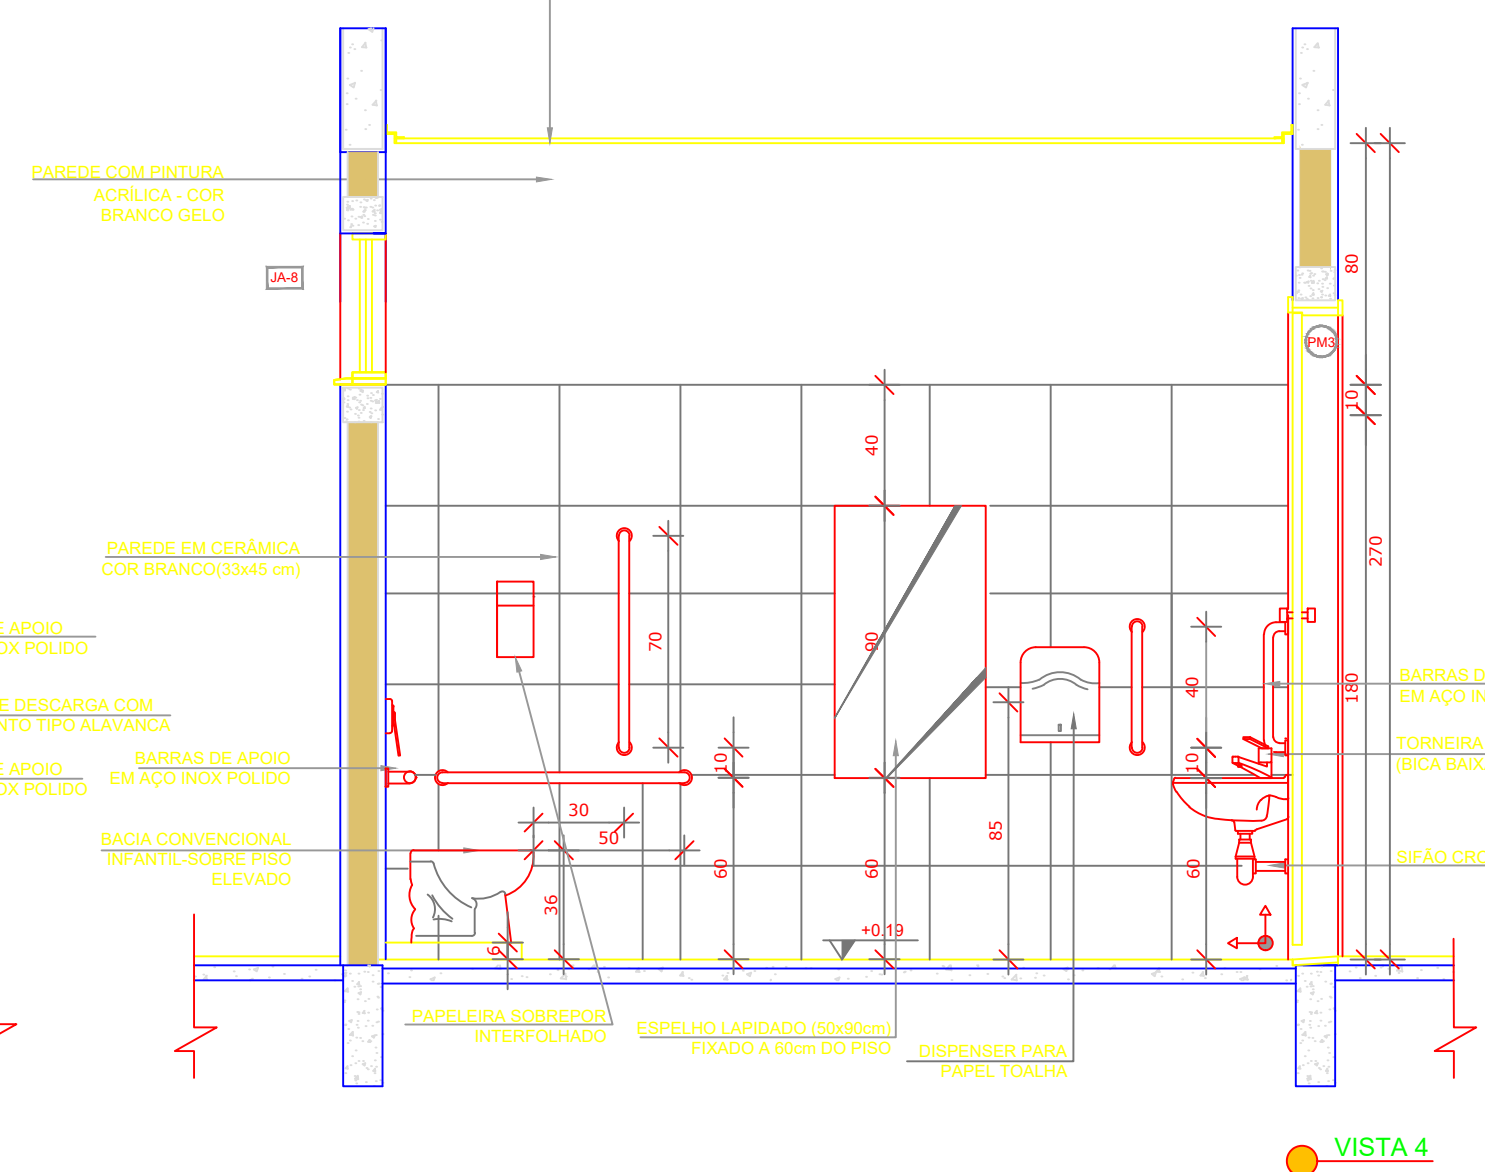 PAREDE COM PINTURA
ACRÍLICA - COR
BRANCO GELO
JA-8
PM3
80
10
40
270
PAREDE EM CERÂMICA
COR BRANCO(33x45 cm)
E APOIO
OX POLIDO
70
90
40
180
BARRAS D
EM AÇO IN
E DESCARGA COM
NTO TIPO ALAVANCA
BARRAS DE APOIO
EM AÇO INOX POLIDO
E APOIO
OX POLIDO
10
10
TORNEIRA
(BICA BAIX
30
50
85
BACIA CONVENCIONAL
INFANTIL-SOBRE PISO
ELEVADO
60
60
60
SIFÃO CRO
36
6
+0.19
PAPELEIRA SOBREPOR
INTERFOLHADO
ESPELHO LAPIDADO (50x90cm)
FIXADO A 60cm DO PISO
DISPENSER PARA
PAPEL TOALHA
VISTA 4